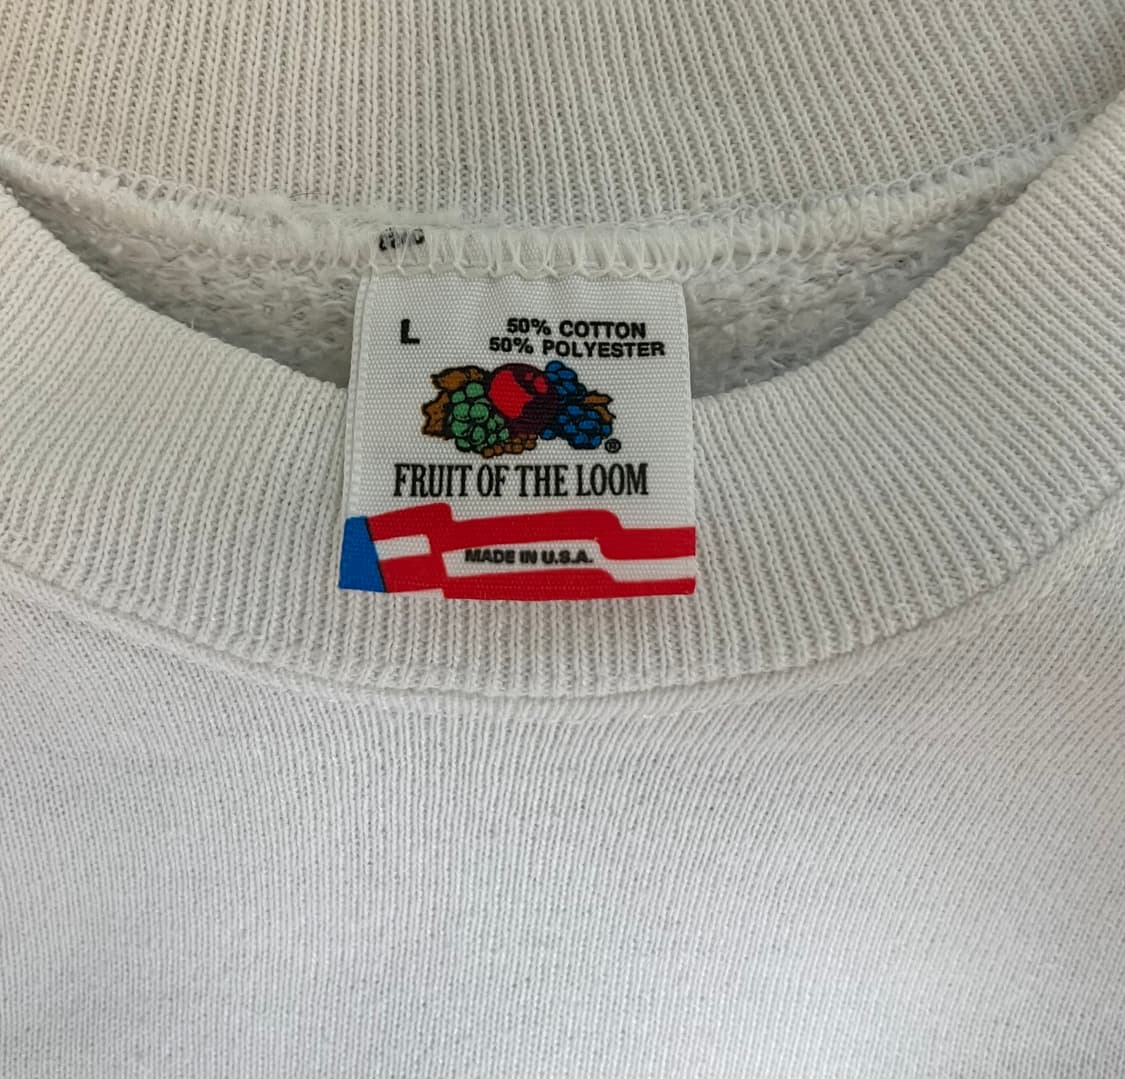 L
50% COTTON
50% POLYESTER
®
FRUIT OF THE LOOM
MADE IN U.S.A.